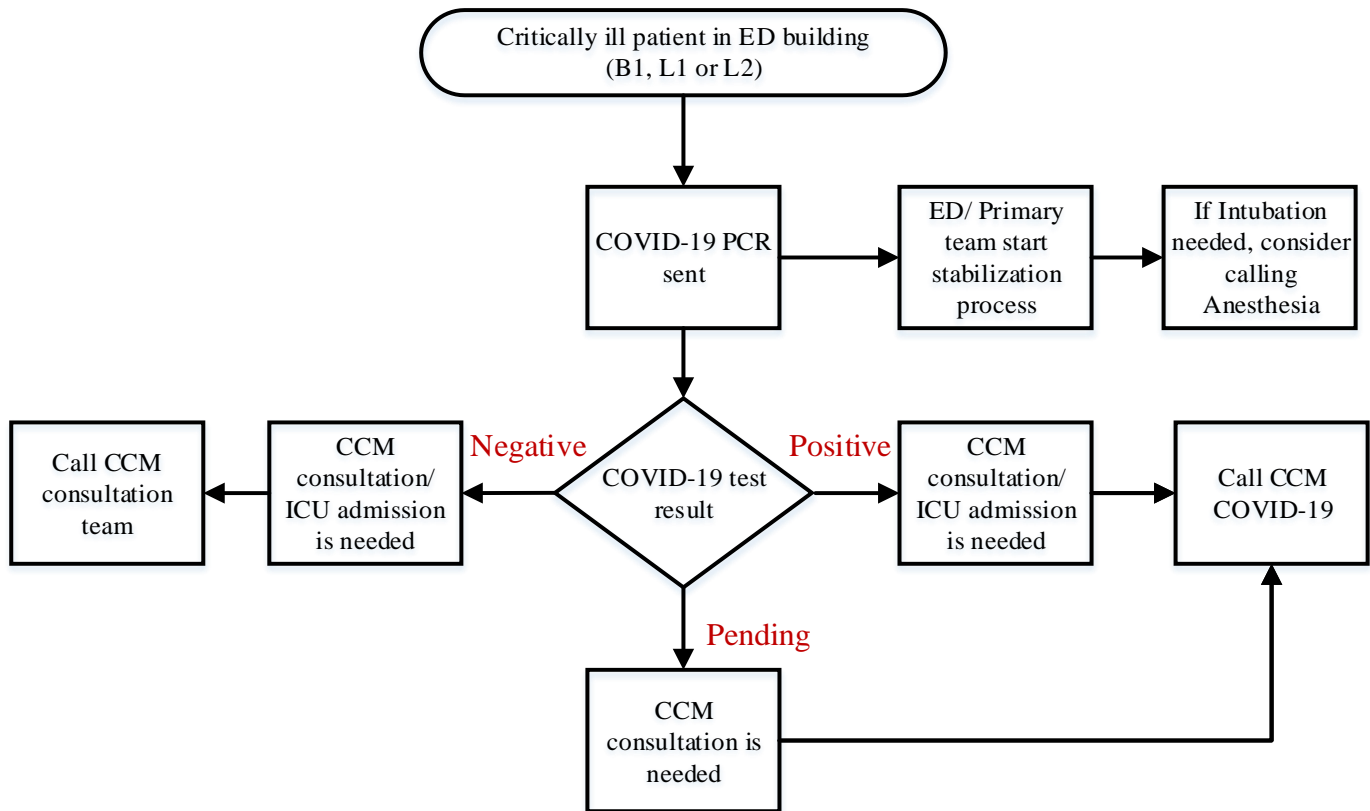 Critically ill patient in ED building
(B1, L1 or L2)
COVID-19 PCR
sent
ED/ Primary
team start
stabilization
process
If Intubation
needed, consider
calling
Anesthesia
Call CCM
consultation
team
CCM
consultation/
ICU admission
is needed
Negative
COVID-19 test
result
Positive
CCM
consultation/
ICU admission
is needed
Call CCM
COVID-19
Pending
CCM
consultation is
needed